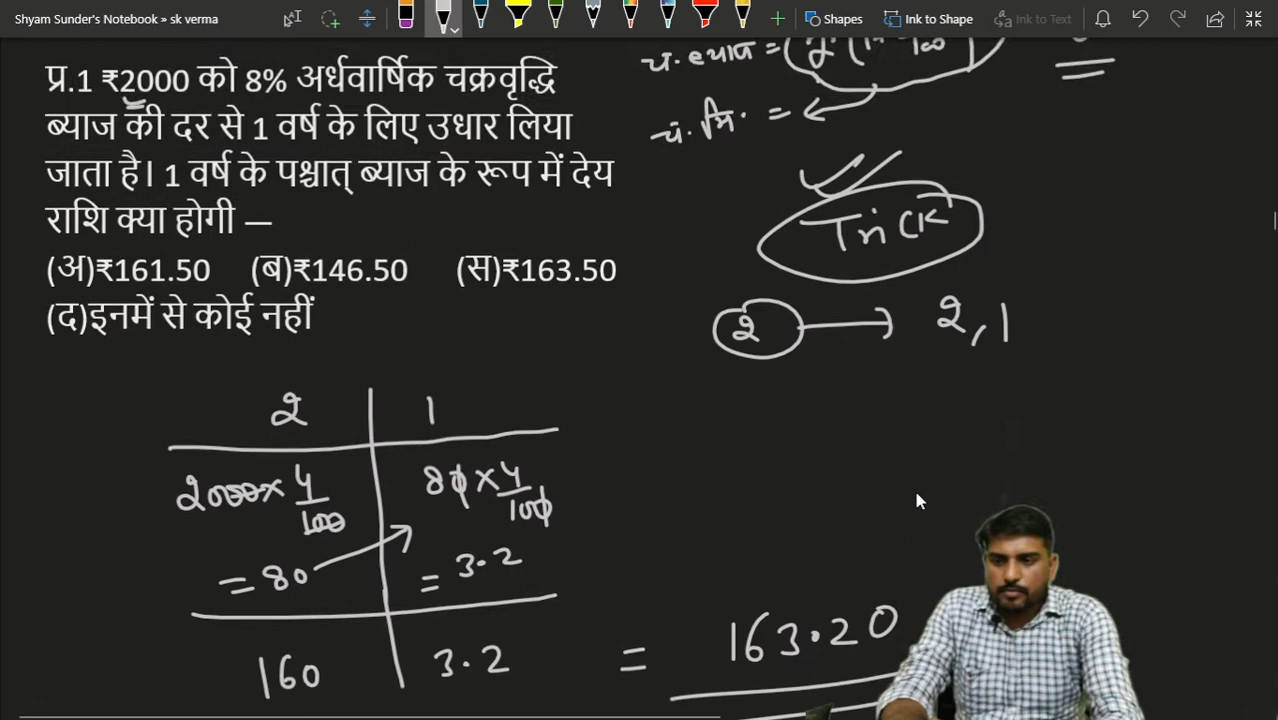 Shyam Sunder's Notebook » sk verma
Shapes
Ink to Shape
Ink to Text
प्र.1 ₹2000 को 8% अर्धवार्षिक चक्रवृद्धि
ब्याज की दर से 1 वर्ष के लिए उधार लिया
जाता है। 1 वर्ष के पश्चात् ब्याज के रूप में देय
राशि क्या होगी —
(अ)₹161.50 (ब)₹146.50 (स)₹163.50
(द)इनमें से कोई नहीं
च. ब्याज =
च. मि. =
Trick
2 → 2, 1
2 | 1
2000 × 4/100 | 80 × 4/100
= 80 | = 3.2
160 | 3.2 = 163.20